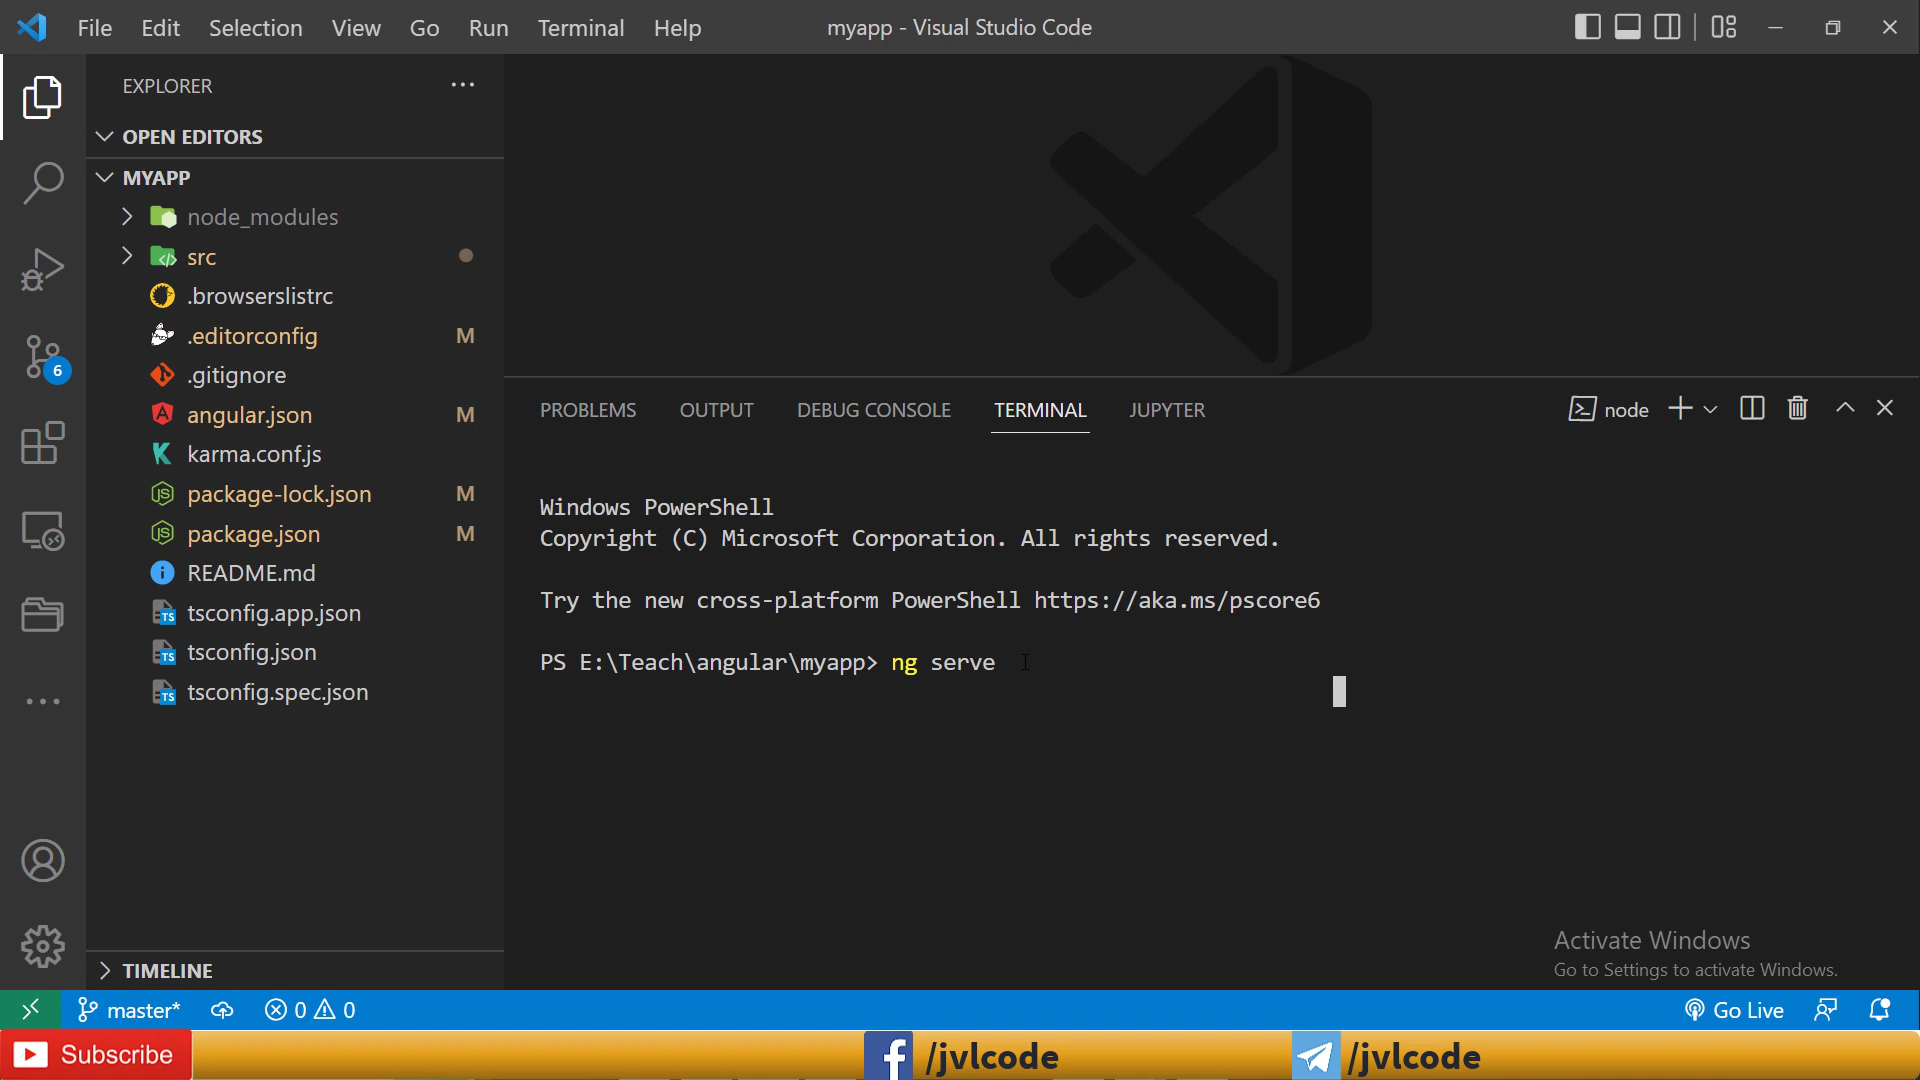 File Edit Selection View Go Run Terminal Help
myapp - Visual Studio Code
EXPLORER
OPEN EDITORS
MYAPP
node_modules
src
.browserslistrc
.editorconfig M
.gitignore
angular.json M
karma.conf.js
package-lock.json M
package.json M
README.md
tsconfig.app.json
tsconfig.json
tsconfig.spec.json
TIMELINE
6
PROBLEMS OUTPUT DEBUG CONSOLE TERMINAL JUPYTER
node
Windows PowerShell
Copyright (C) Microsoft Corporation. All rights reserved.
Try the new cross-platform PowerShell https://aka.ms/pscore6
PS E:\Teach\angular\myapp> ng serve
Activate Windows
Go to Settings to activate Windows.
master* 0 0 Go Live
Subscribe /jvlcode /jvlcode